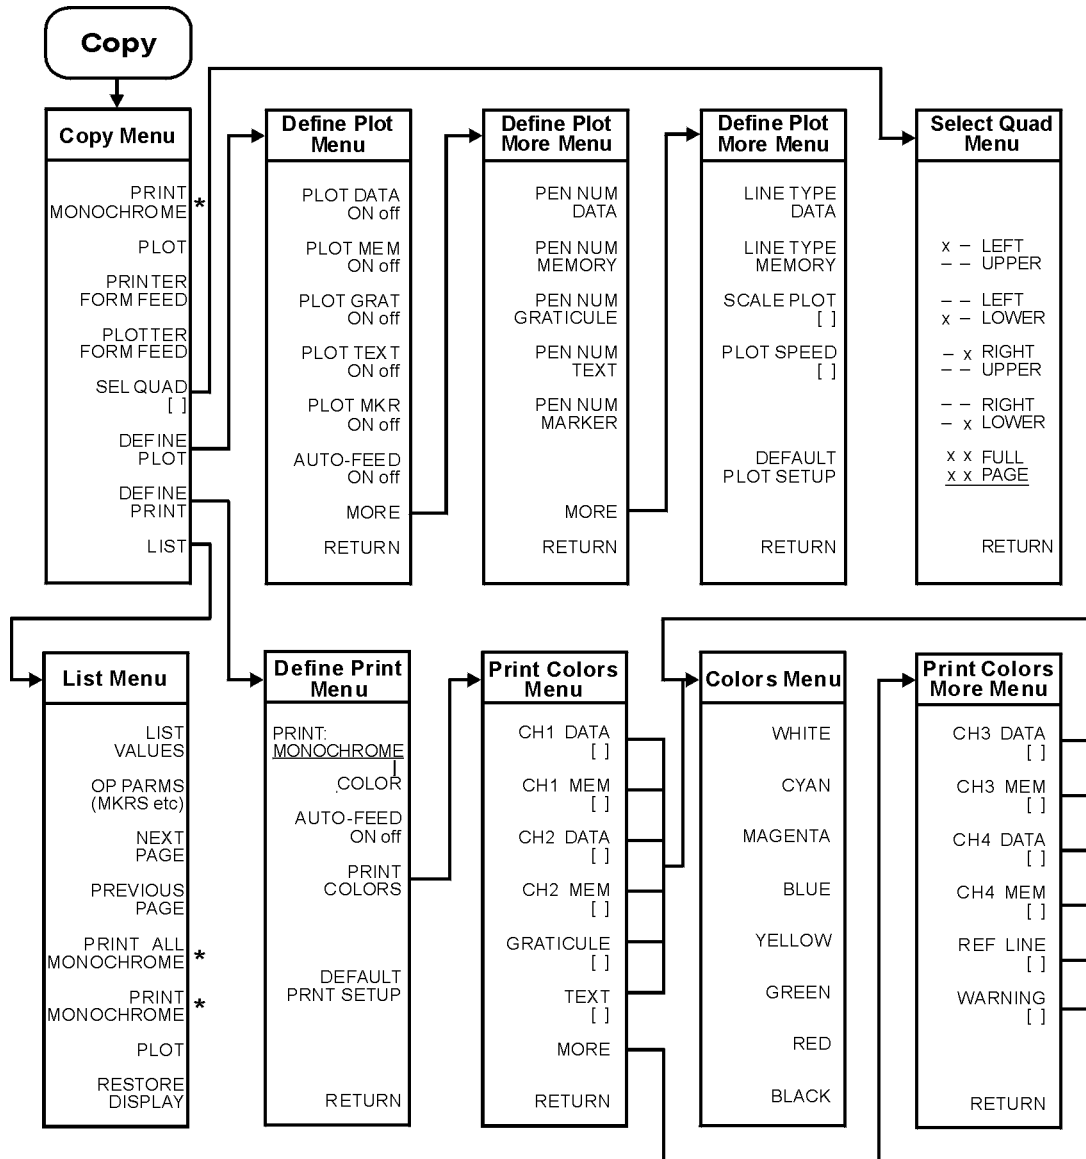 Copy
Copy Menu
PRINT
MONOCHROME *
PLOT
PRINTER
FORM FEED
PLOTTER
FORM FEED
SEL QUAD
[ ]
DEFINE
PLOT
DEFINE
PRINT
LIST
Define Plot
Menu
PLOT DATA
ON off
PLOT MEM
ON off
PLOT GRAT
ON off
PLOT TEXT
ON off
PLOT MKR
ON off
AUTO-FEED
ON off
MORE
RETURN
Define Plot
More Menu
PEN NUM
DATA
PEN NUM
MEMORY
PEN NUM
GRATICULE
PEN NUM
TEXT
PEN NUM
MARKER
MORE
RETURN
Define Plot
More Menu
LINE TYPE
DATA
LINE TYPE
MEMORY
SCALE PLOT
[ ]
PLOT SPEED
[ ]
DEFAULT
PLOT SETUP
RETURN
Select Quad
Menu
x – LEFT
– – UPPER
– – LEFT
x – LOWER
– x RIGHT
– – UPPER
– – RIGHT
– x LOWER
x x FULL
x x PAGE
RETURN
List Menu
LIST
VALUES
OP PARMS
(MKRS etc)
NEXT
PAGE
PREVIOUS
PAGE
PRINT ALL
MONOCHROME *
PRINT
MONOCHROME *
PLOT
RESTORE
DISPLAY
Define Print
Menu
PRINT:
MONOCHROME
COLOR
AUTO-FEED
ON off
PRINT
COLORS
DEFAULT
PRNT SETUP
RETURN
Print Colors
Menu
CH1 DATA
[ ]
CH1 MEM
[ ]
CH2 DATA
[ ]
CH2 MEM
[ ]
GRATICULE
[ ]
TEXT
[ ]
MORE
RETURN
Colors Menu
WHITE
CYAN
MAGENTA
BLUE
YELLOW
GREEN
RED
BLACK
Print Colors
More Menu
CH3 DATA
[ ]
CH3 MEM
[ ]
CH4 DATA
[ ]
CH4 MEM
[ ]
REF LINE
[ ]
WARNING
[ ]
RETURN